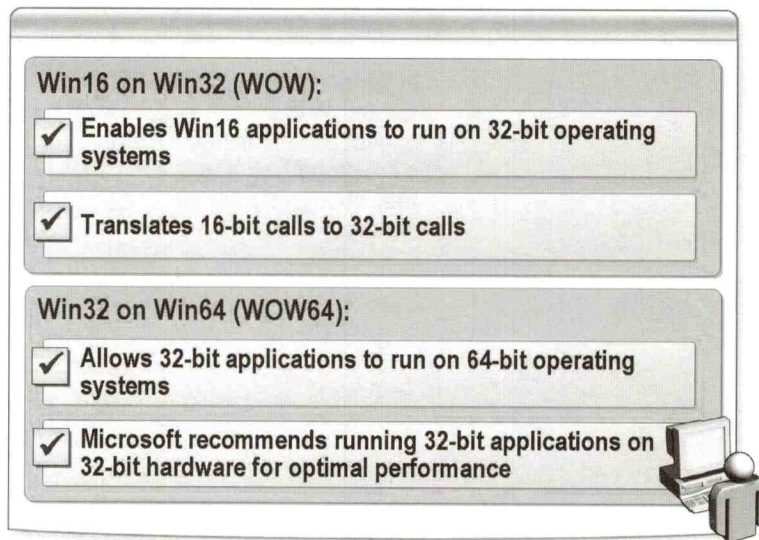 Win16 on Win32 (WOW):
Enables Win16 applications to run on 32-bit operating
systems
Translates 16-bit calls to 32-bit calls
Win32 on Win64 (WOW64):
Allows 32-bit applications to run on 64-bit operating
systems
Microsoft recommends running 32-bit applications on
32-bit hardware for optimal performance